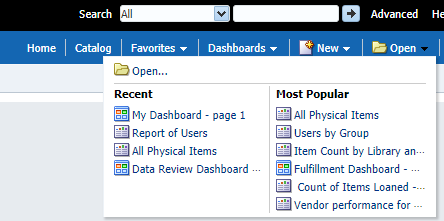 Search All Advanced He
Home Catalog Favorites Dashboards New Open
Open...
Recent
My Dashboard - page 1
Report of Users
All Physical Items
Data Review Dashboard ...
Most Popular
All Physical Items
Users by Group
Item Count by Library an...
Fulfillment Dashboard - ...
Count of Items Loaned - ...
Vendor performance for ...